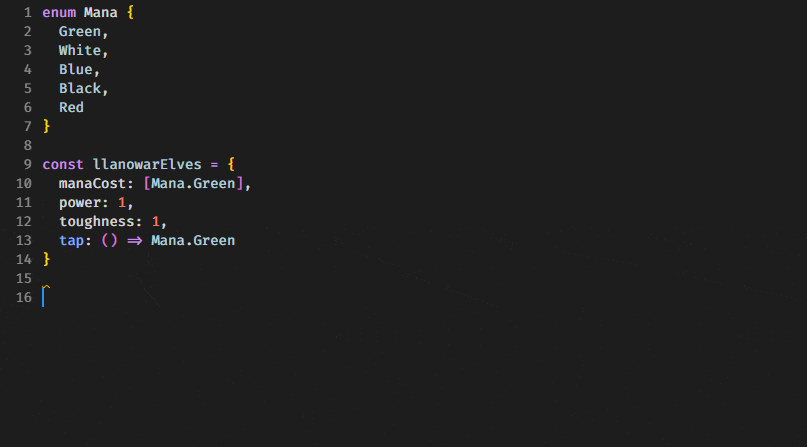 1 enum Mana {
2   Green,
3   White,
4   Blue,
5   Black,
6   Red
7 }
8
9 const llanowarElves = {
10   manaCost: [Mana.Green],
11   power: 1,
12   toughness: 1,
13   tap: () => Mana.Green
14 }
15
16